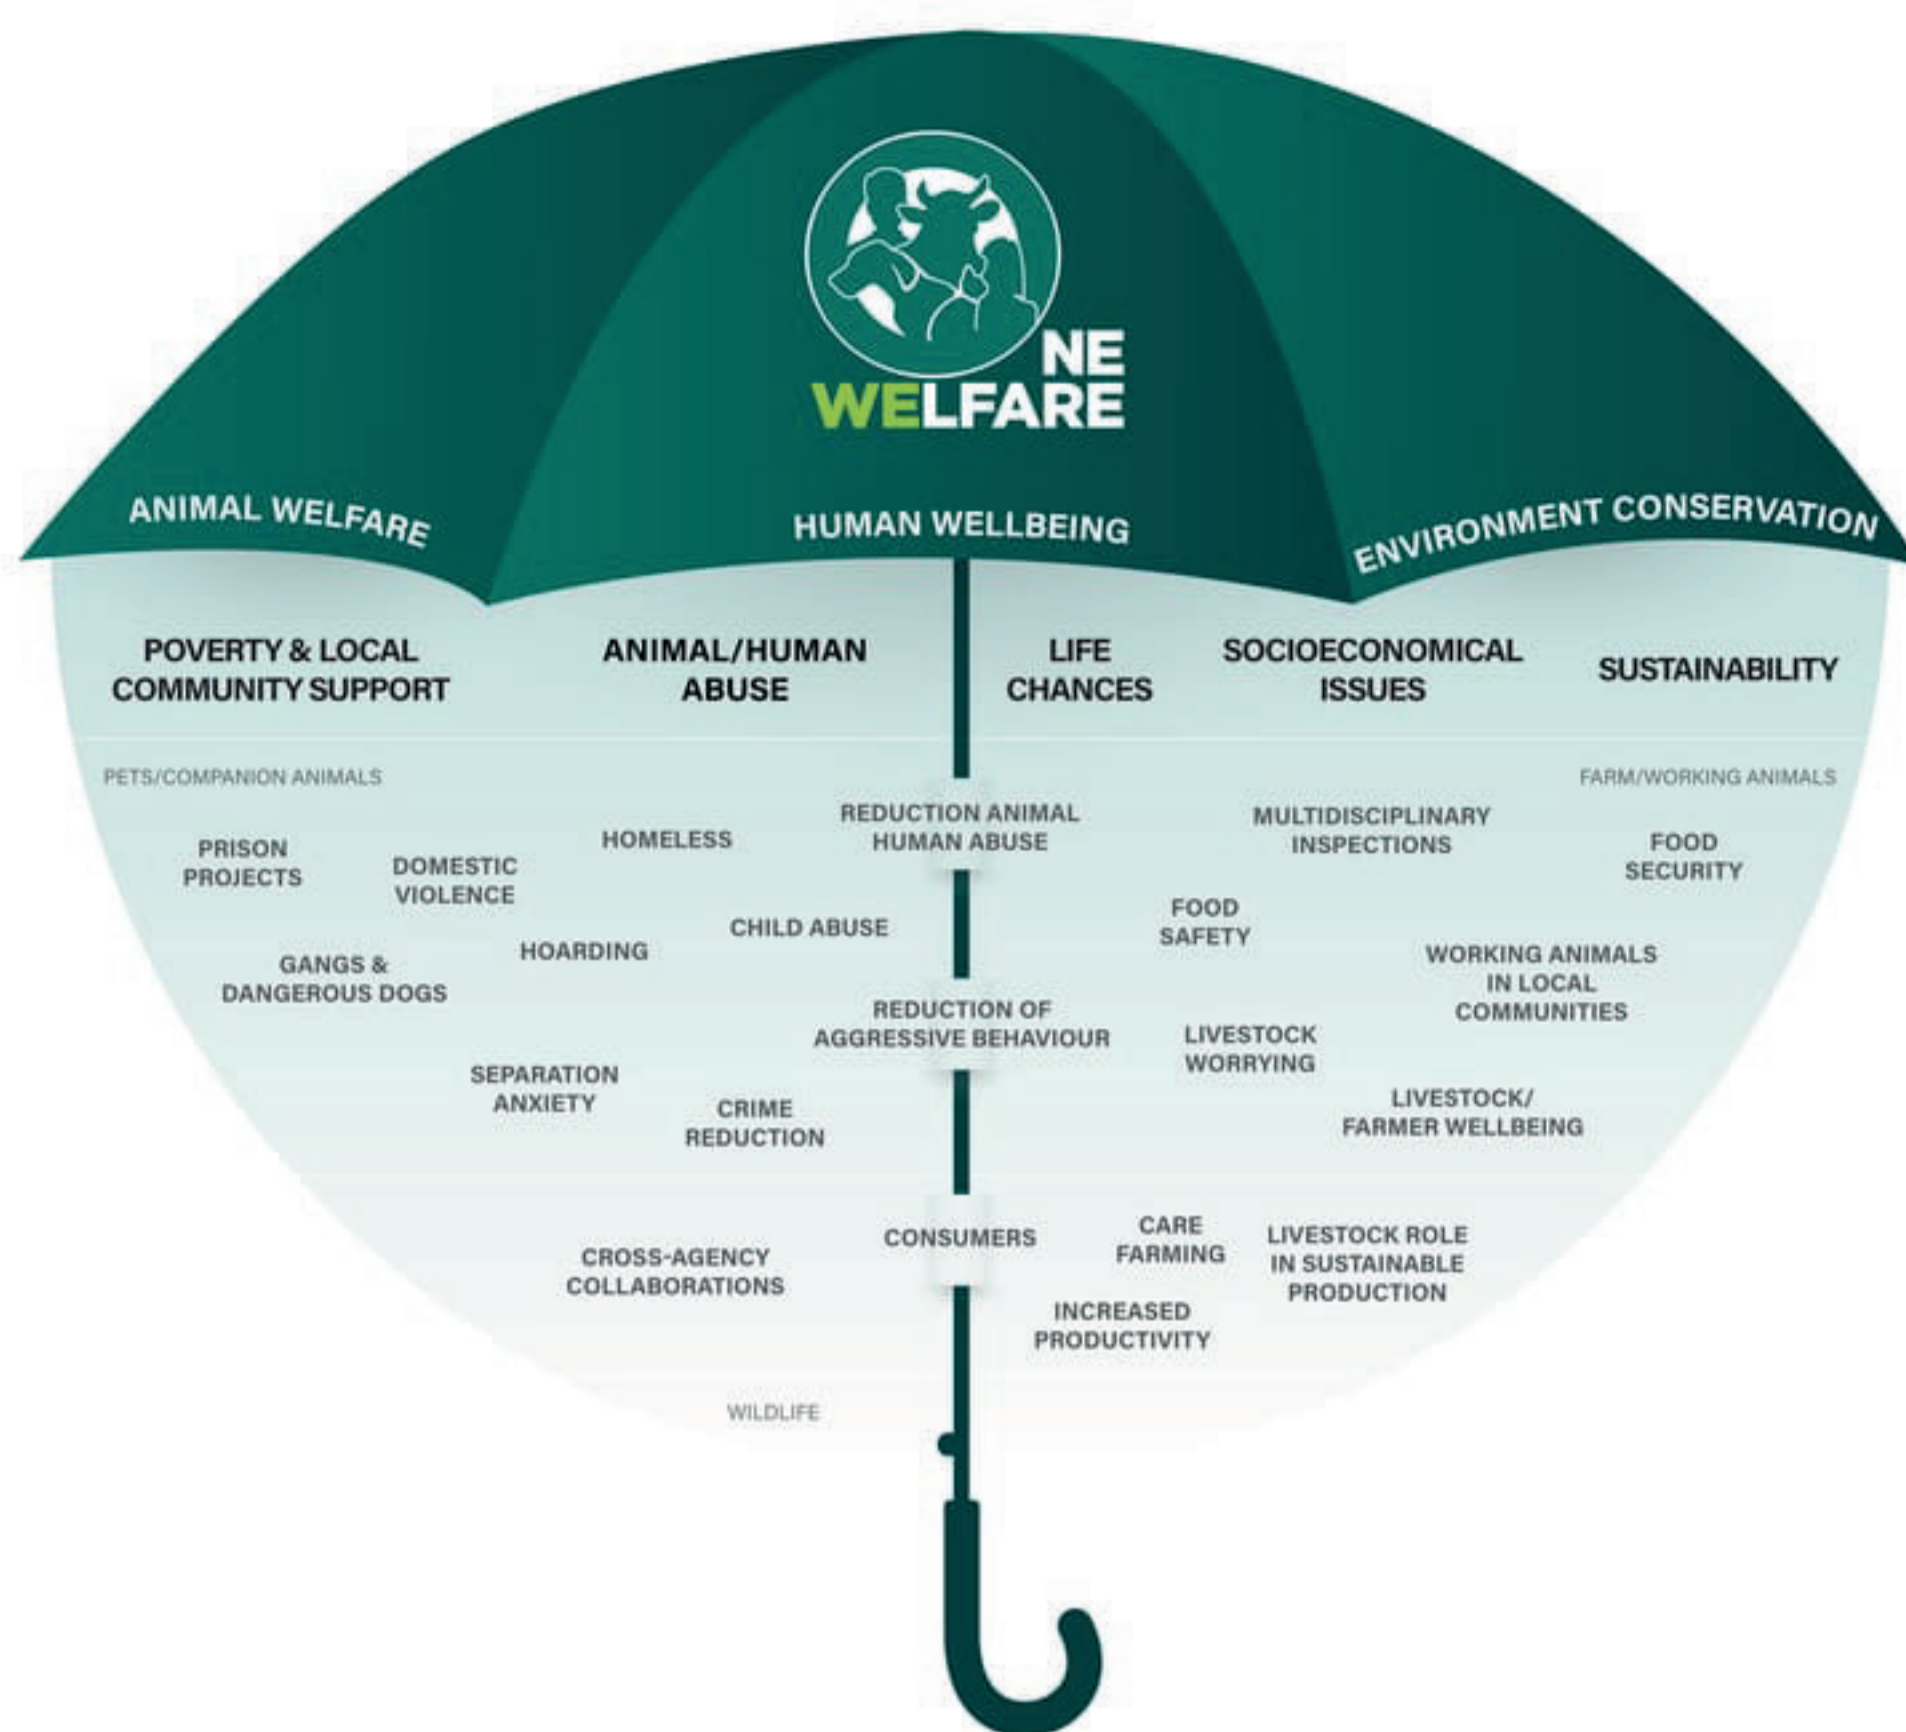 NE
WELFARE
ANIMAL WELFARE
HUMAN WELLBEING
ENVIRONMENT CONSERVATION
POVERTY & LOCAL
COMMUNITY SUPPORT
ANIMAL/HUMAN
ABUSE
LIFE
CHANCES
SOCIOECONOMICAL
ISSUES
SUSTAINABILITY
PETS/COMPANION ANIMALS
FARM/WORKING ANIMALS
PRISON
PROJECTS
DOMESTIC
VIOLENCE
HOMELESS
REDUCTION ANIMAL
HUMAN ABUSE
MULTIDISCIPLINARY
INSPECTIONS
FOOD
SECURITY
GANGS &
DANGEROUS DOGS
HOARDING
CHILD ABUSE
FOOD
SAFETY
WORKING ANIMALS
IN LOCAL
COMMUNITIES
REDUCTION OF
AGGRESSIVE BEHAVIOUR
LIVESTOCK
WORRYING
SEPARATION
ANXIETY
CRIME
REDUCTION
LIVESTOCK/
FARMER WELLBEING
CROSS-AGENCY
COLLABORATIONS
CONSUMERS
CARE
FARMING
LIVESTOCK ROLE
IN SUSTAINABLE
PRODUCTION
INCREASED
PRODUCTIVITY
WILDLIFE